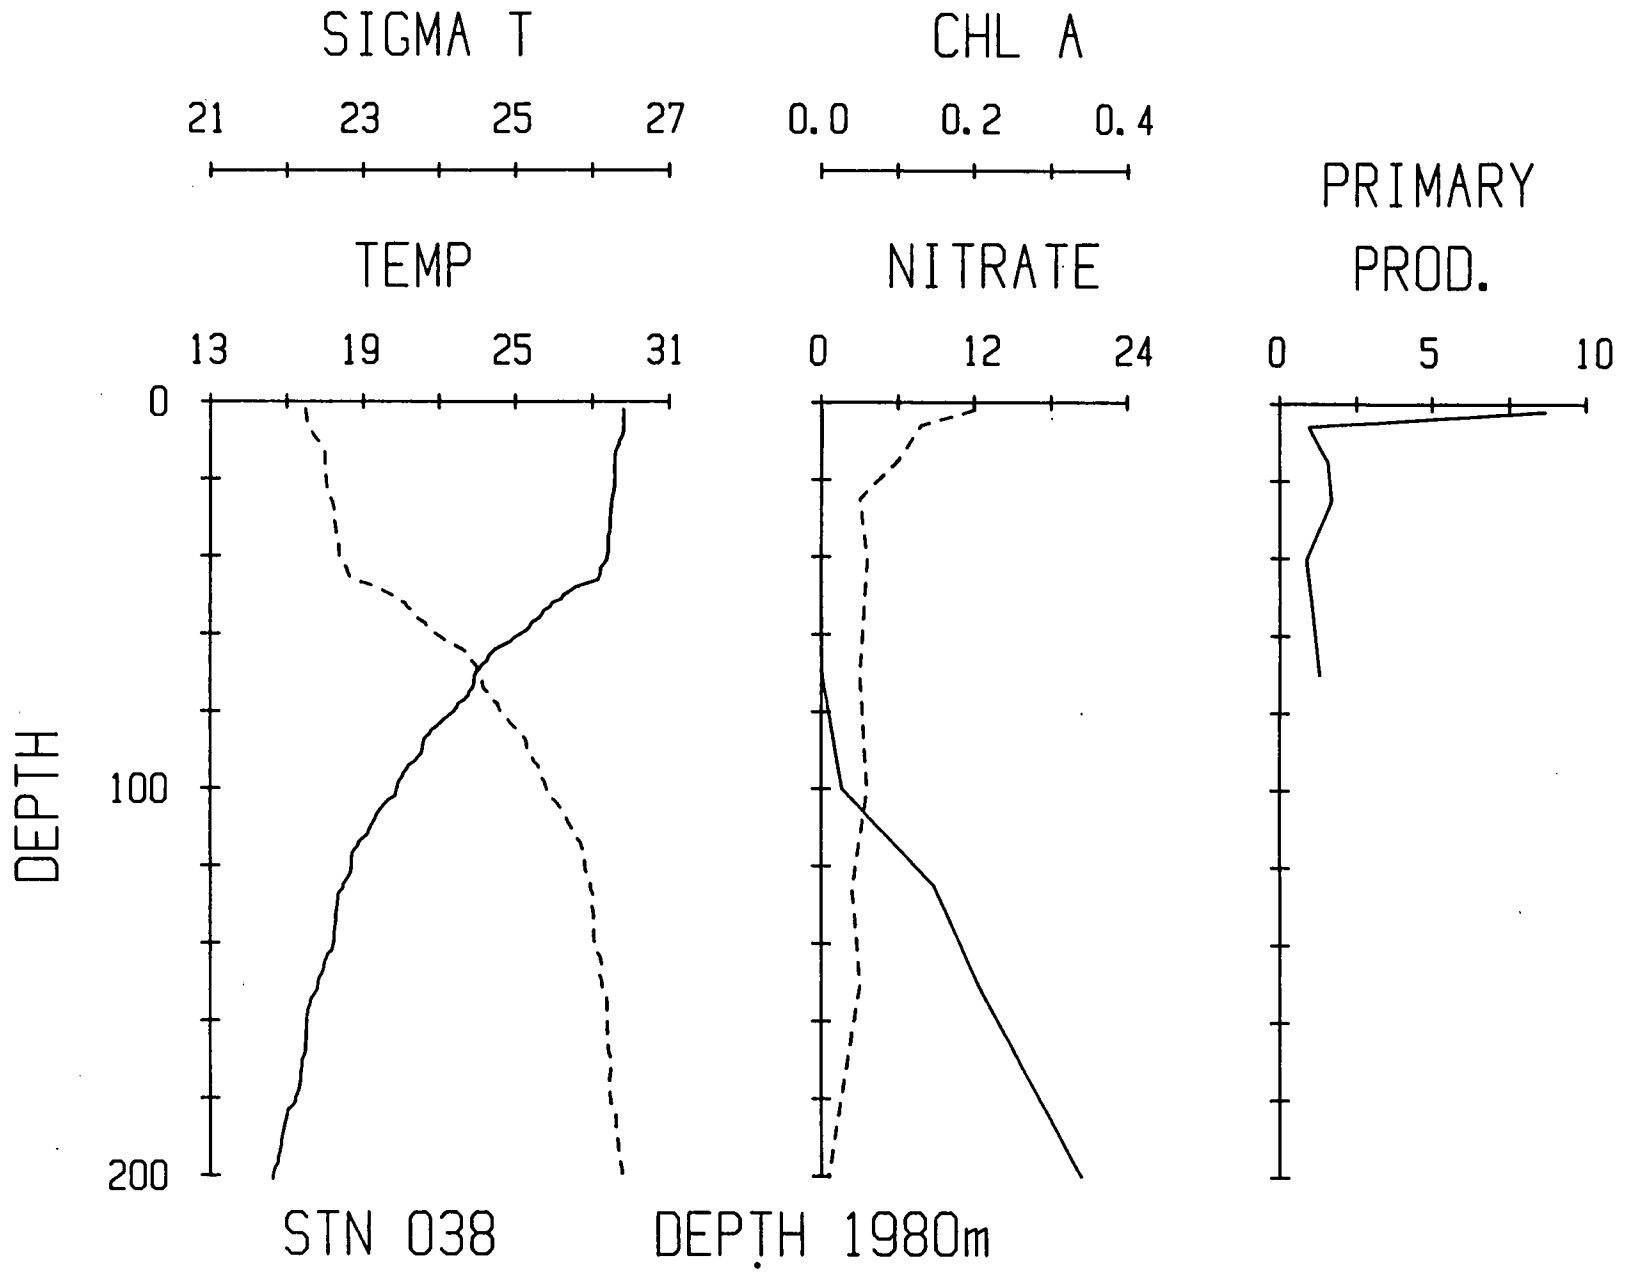 SIGMA T
21 23 25 27
TEMP
13 19 25 31
CHL A
0.0 0.2 0.4
NITRATE
0 12 24
PRIMARY
PROD.
0 5 10
DEPTH
0
100
200
STN 038 DEPTH 1980m